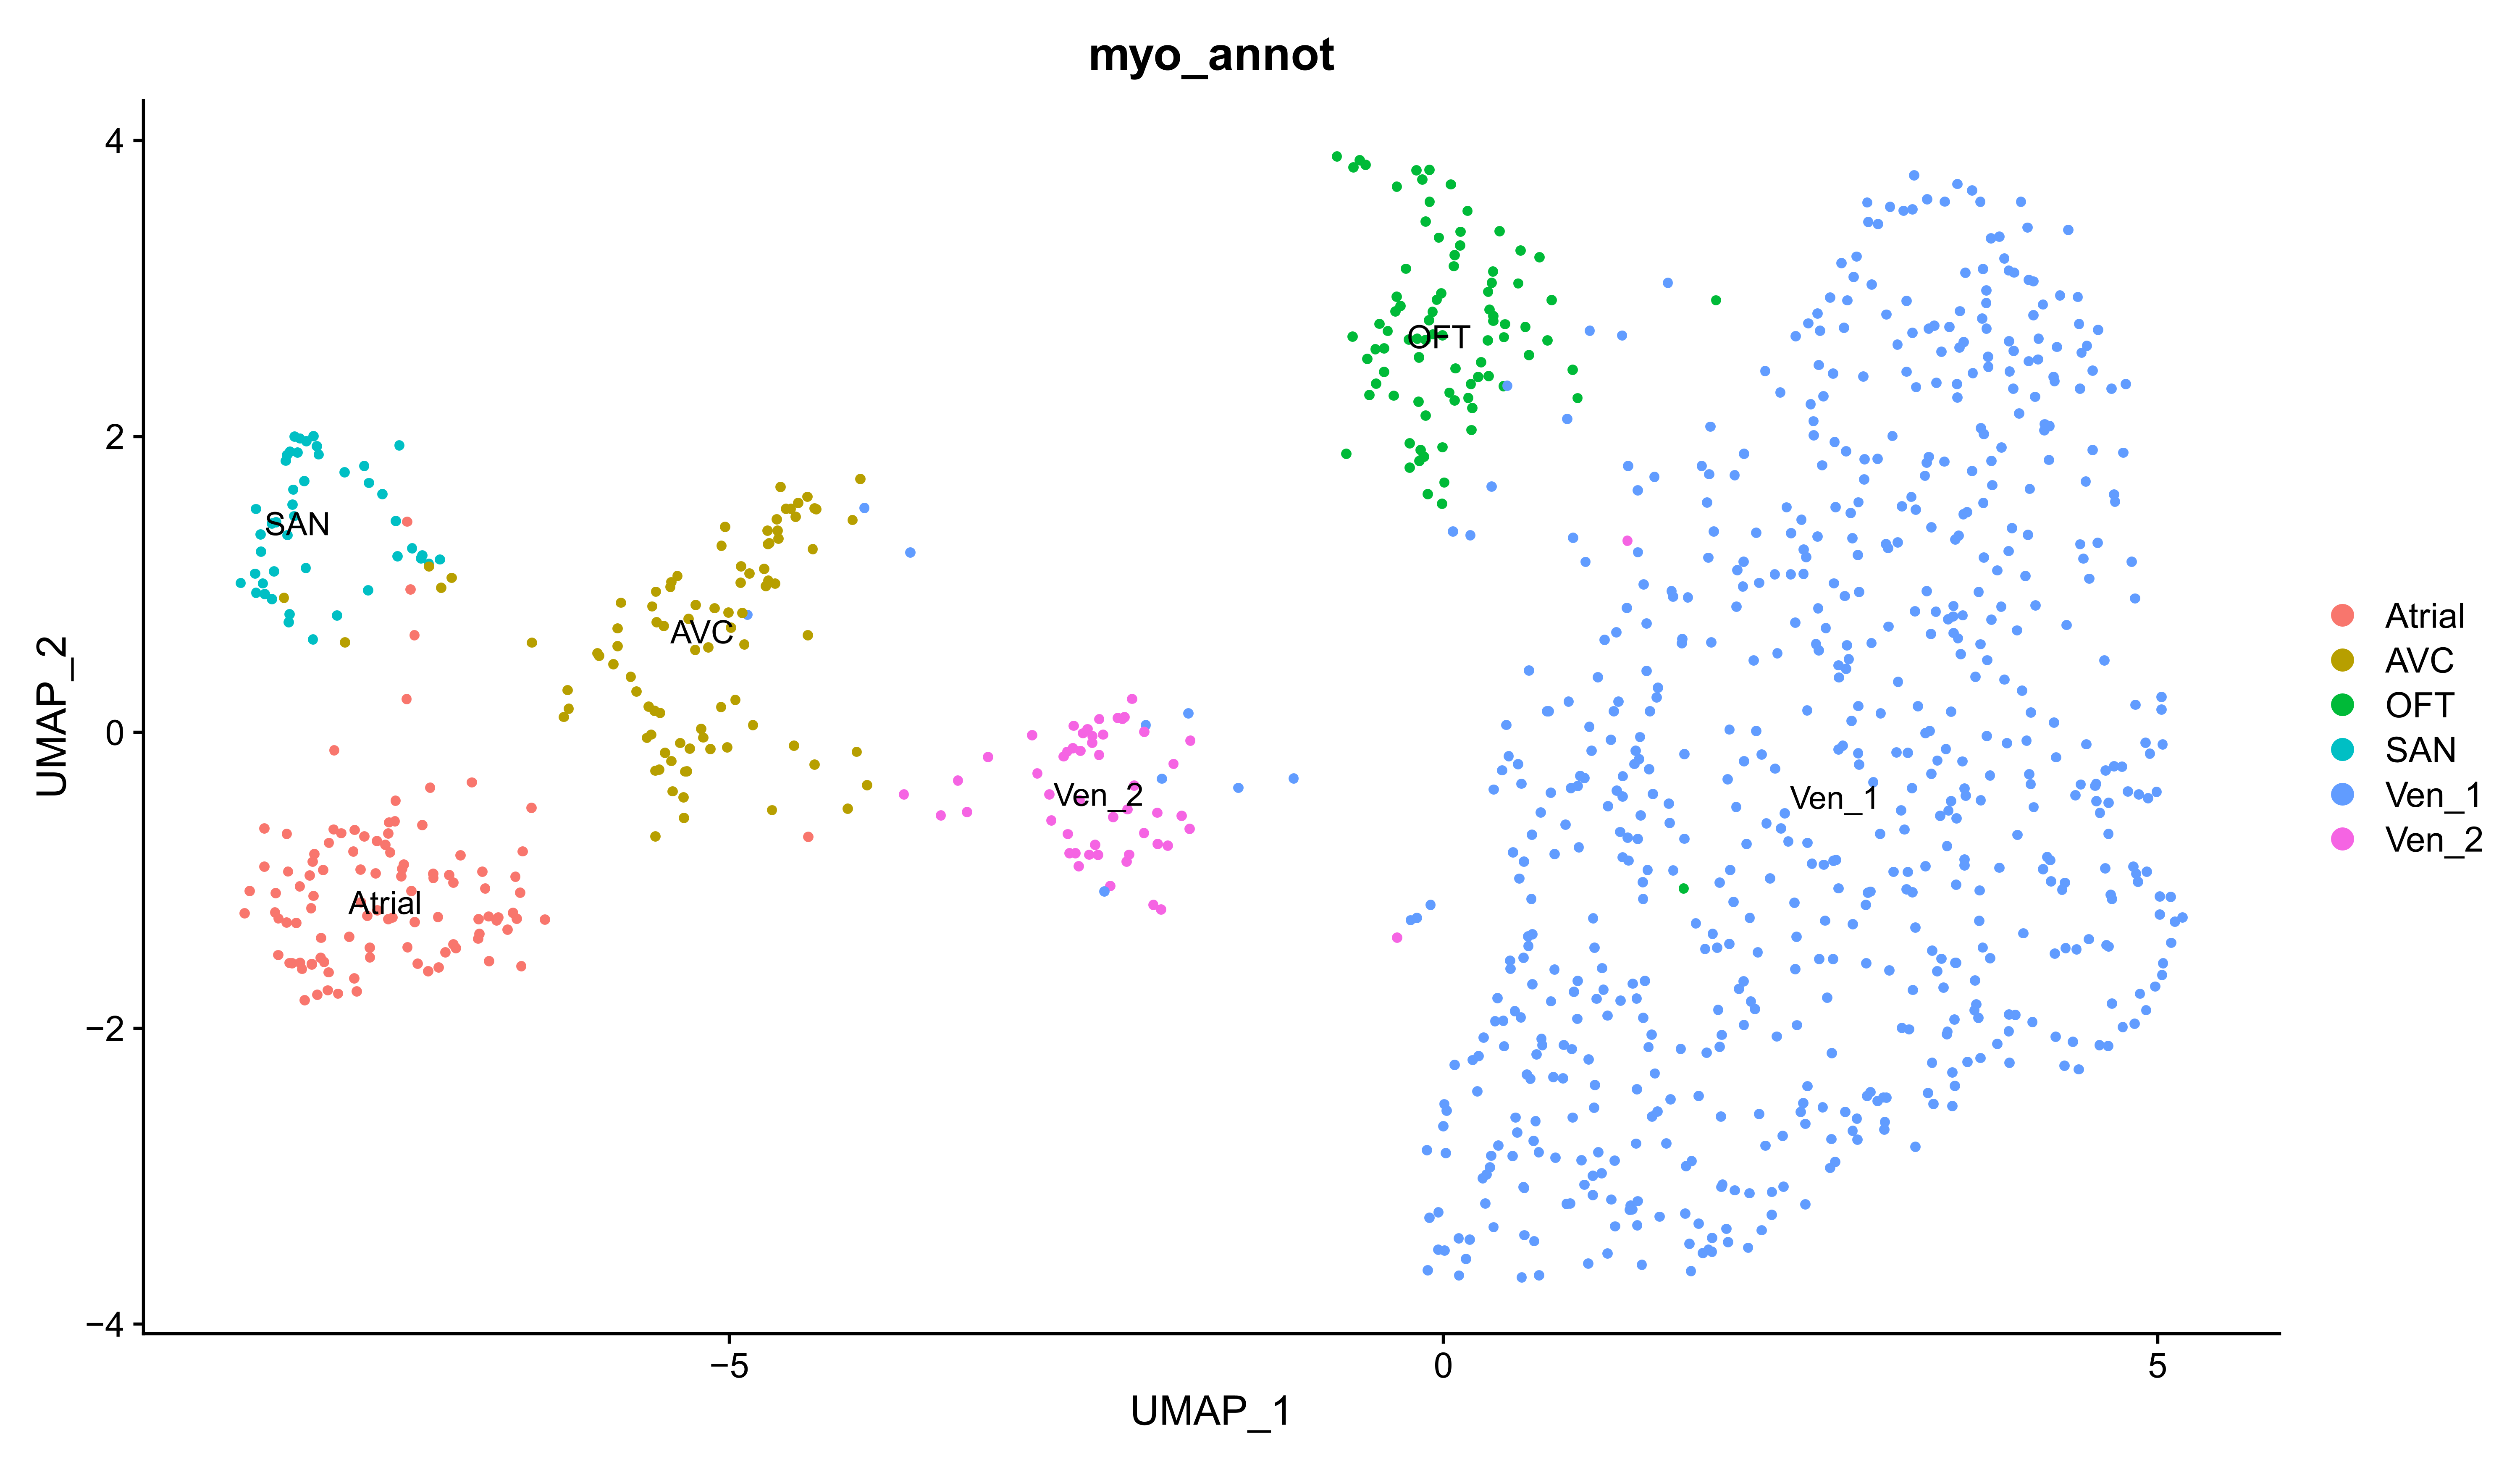 myo_annot
4
2
0
−2
−4
UMAP_2
−5
0
5
UMAP_1
OFT
SAN
AVC
Ven_2
Ven_1
Atrial
Atrial
AVC
OFT
SAN
Ven_1
Ven_2